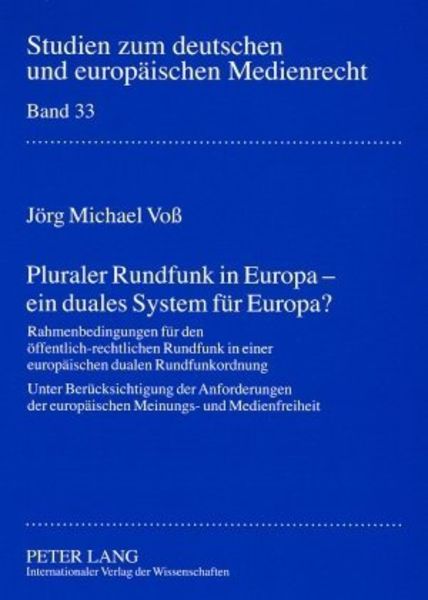 Studien zum deutschen
und europäischen Medienrecht
Band 33
Jörg Michael Voß
Pluraler Rundfunk in Europa –
ein duales System für Europa?
Rahmenbedingungen für den
öffentlich-rechtlichen Rundfunk in einer
europäischen dualen Rundfunkordnung
Unter Berücksichtigung der Anforderungen
der europäischen Meinungs- und Medienfreiheit
PETER LANG
Internationaler Verlag der Wissenschaften